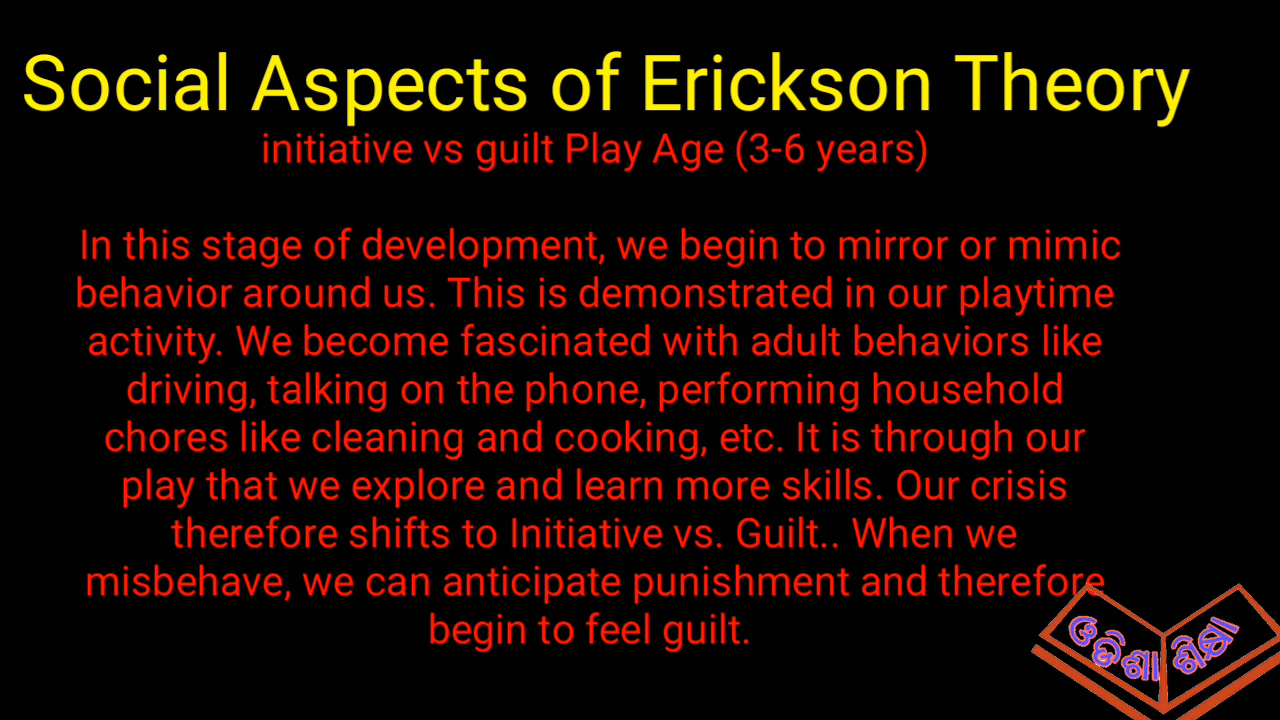 Social Aspects of Erickson Theory
initiative vs guilt Play Age (3-6 years)
In this stage of development, we begin to mirror or mimic
behavior around us. This is demonstrated in our playtime
activity. We become fascinated with adult behaviors like
driving, talking on the phone, performing household
chores like cleaning and cooking, etc. It is through our
play that we explore and learn more skills. Our crisis
therefore shifts to Initiative vs. Guilt.. When we
misbehave, we can anticipate punishment and therefore
begin to feel guilt.
ଓଡିଶା ଶିକ୍ଷା